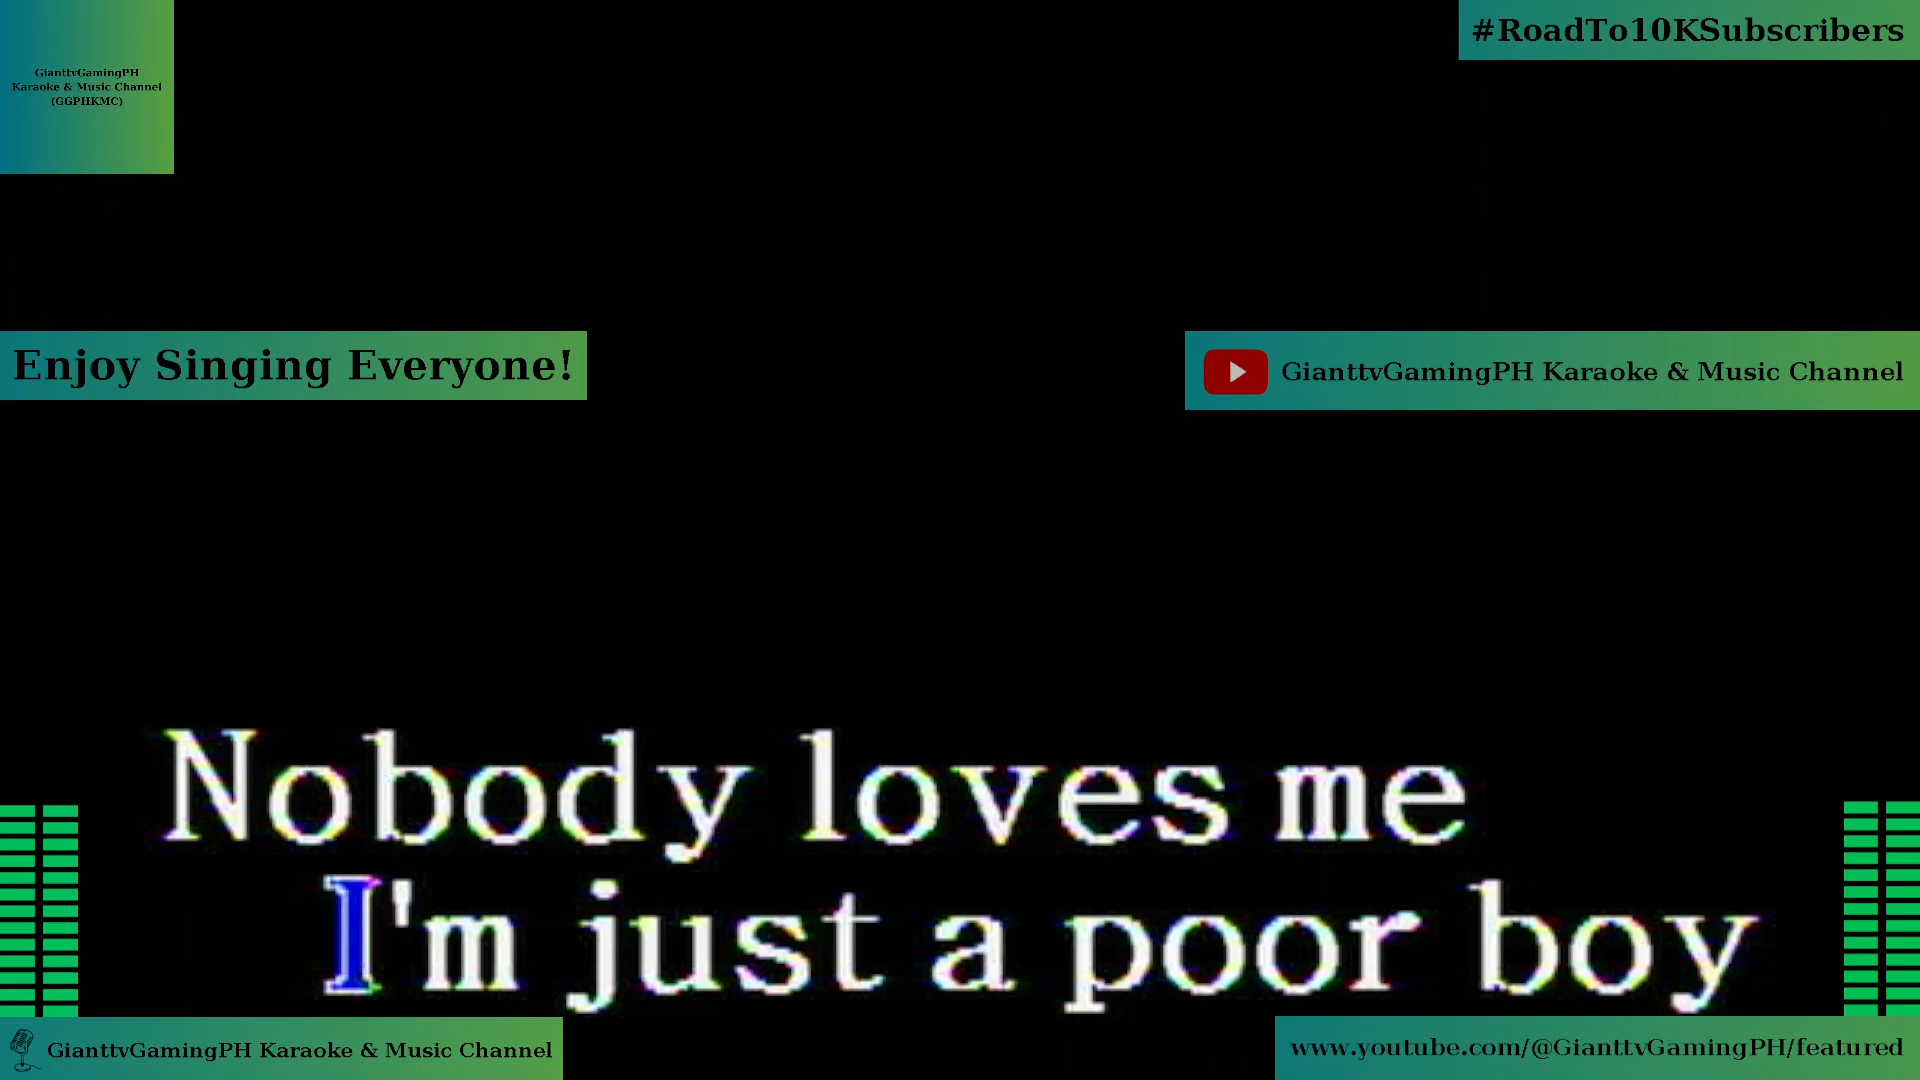 GianttvGamingPH
Karaoke & Music Channel
(GGPHKMC)
#RoadTo10KSubscribers
Enjoy Singing Everyone!
GianttvGamingPH Karaoke & Music Channel
Nobody loves me
I'm just a poor boy
GianttvGamingPH Karaoke & Music Channel
www.youtube.com/@GianttvGamingPH/featured